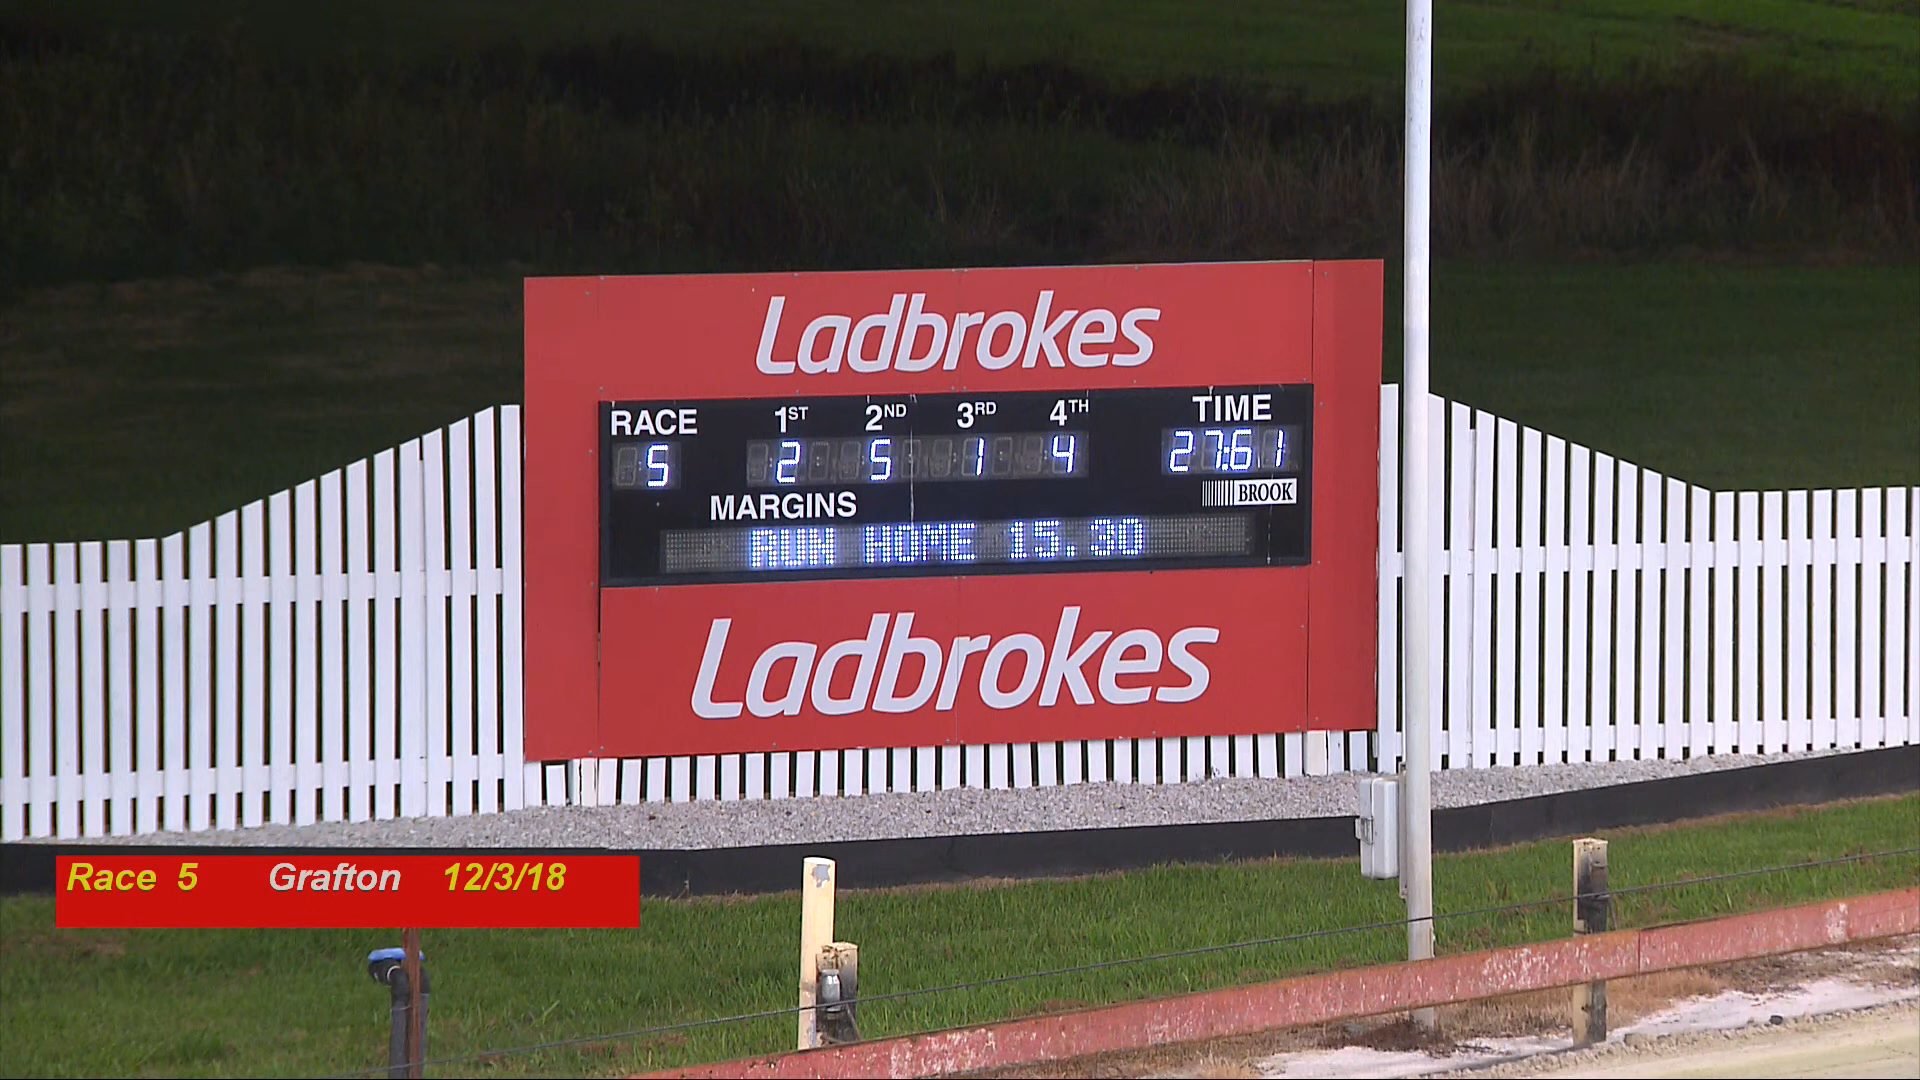 Ladbrokes
RACE 1ST 2ND 3RD 4TH TIME
5 2 5 1 4 27:61
MARGINS BROOK
RUN HOME 15.30
Ladbrokes
Race 5 Grafton 12/3/18